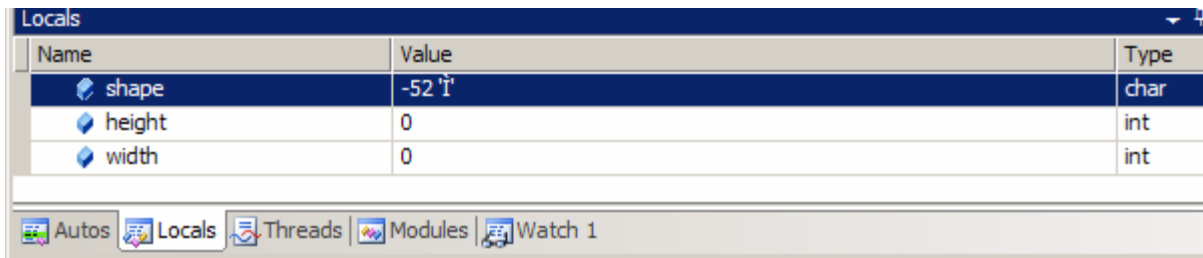 Locals
Name Value Type
shape -52 'Ì' char
height 0 int
width 0 int
Autos Locals Threads Modules Watch 1